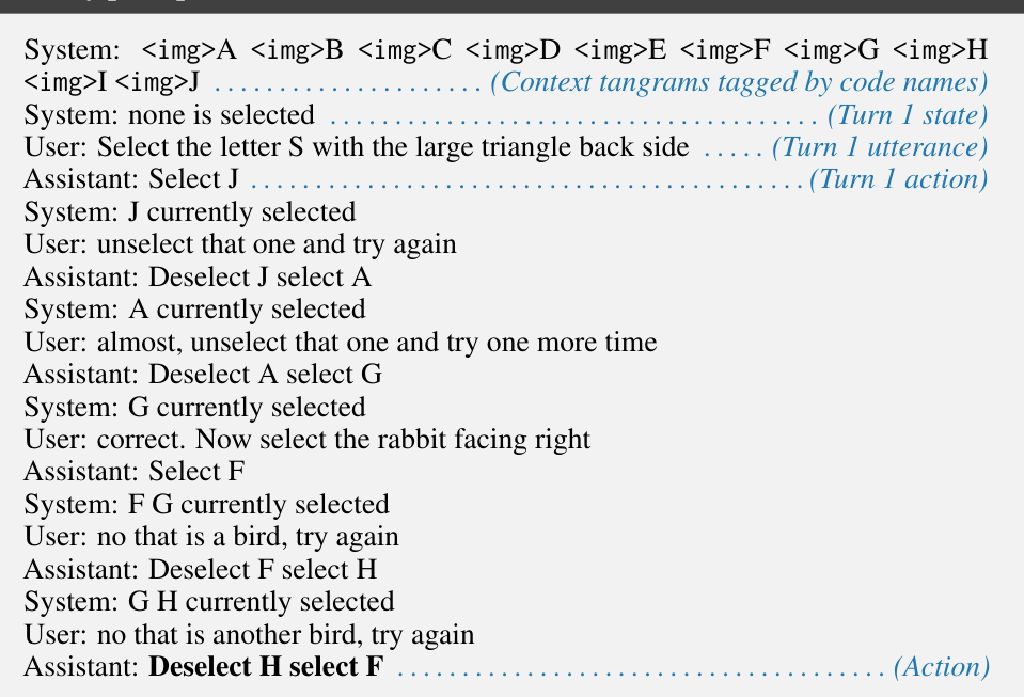 System: <img>A <img>B <img>C <img>D <img>E <img>F <img>G <img>H
<img>I <img>J ..................... (Context tangrams tagged by code names)
System: none is selected ...................................... (Turn 1 state)
User: Select the letter S with the large triangle back side ..... (Turn 1 utterance)
Assistant: Select J ........................................... (Turn 1 action)
System: J currently selected
User: unselect that one and try again
Assistant: Deselect J select A
System: A currently selected
User: almost, unselect that one and try one more time
Assistant: Deselect A select G
System: G currently selected
User: correct. Now select the rabbit facing right
Assistant: Select F
System: F G currently selected
User: no that is a bird, try again
Assistant: Deselect F select H
System: G H currently selected
User: no that is another bird, try again
Assistant: Deselect H select F ...................................... (Action)